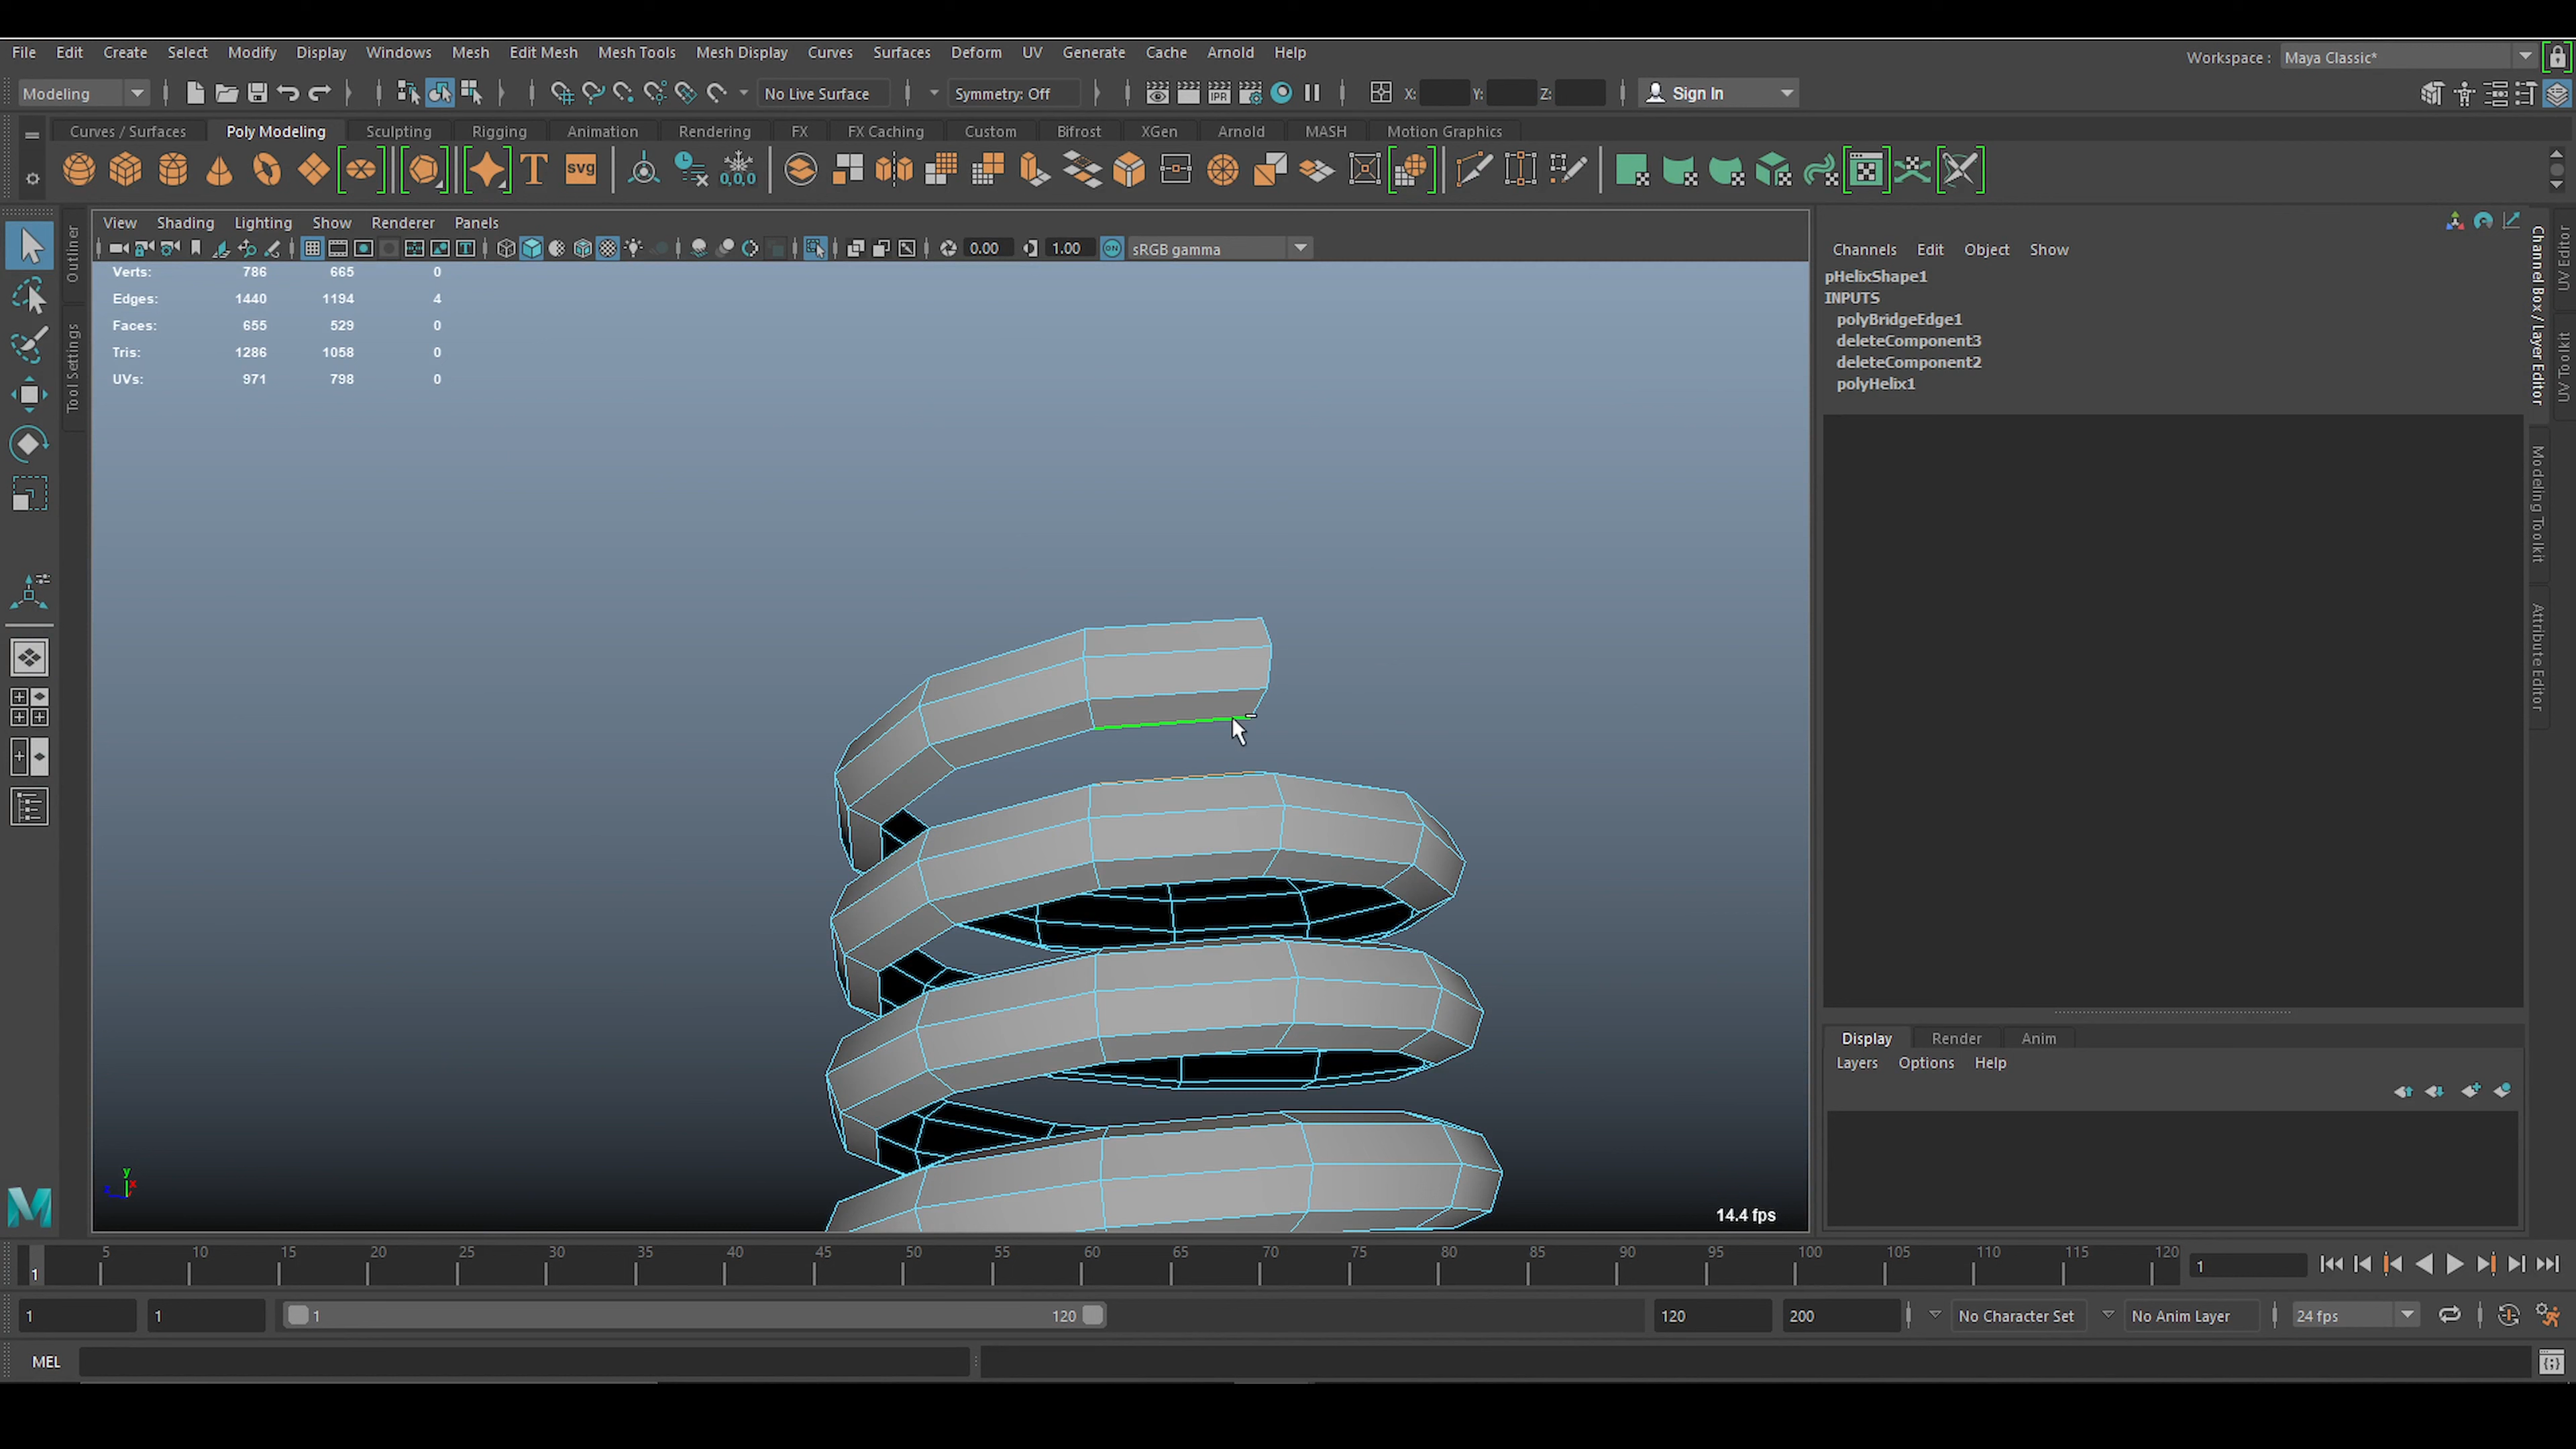 File Edit Create Select Modify Display Windows Mesh Edit Mesh Mesh Tools Mesh Display Curves Surfaces Deform UV Generate Cache Arnold Help
Workspace : Maya Classic*
Modeling No Live Surface Symmetry: Off IPR X: Y: Z: Sign In
Curves / Surfaces Poly Modeling Sculpting Rigging Animation Rendering FX FX Caching Custom Bifrost XGen Arnold MASH Motion Graphics
T SVG 0,0,0
View Shading Lighting Show Renderer Panels
0.00 1.00 ON sRGB gamma
Outliner
Tool Settings
Verts: 786 665 0
Edges: 1440 1194 4
Faces: 655 529 0
Tris: 1286 1058 0
UVs: 971 798 0
y
x
z
14.4 fps
Channels Edit Object Show
pHelixShape1
INPUTS
polyBridgeEdge1
deleteComponent3
deleteComponent2
polyHelix1
Channel Box / Layer Editor
Modeling Toolkit
Attribute Editor
UV Editor
UV Toolkit
Display Render Anim
Layers Options Help
5 10 15 20 25 30 35 40 45 50 55 60 65 70 75 80 85 90 95 100 105 110 115 120
1 1
1 1 1 120 120 200 No Character Set No Anim Layer 24 fps
MEL